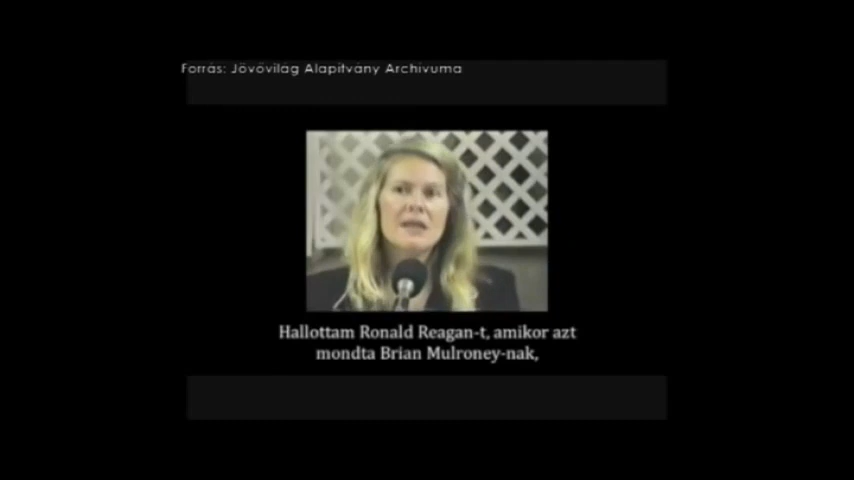 Forrás: Jövővilág Alapítvány Archívuma
Hallottam Ronald Reagan-t, amikor azt
mondta Brian Mulroney-nak,